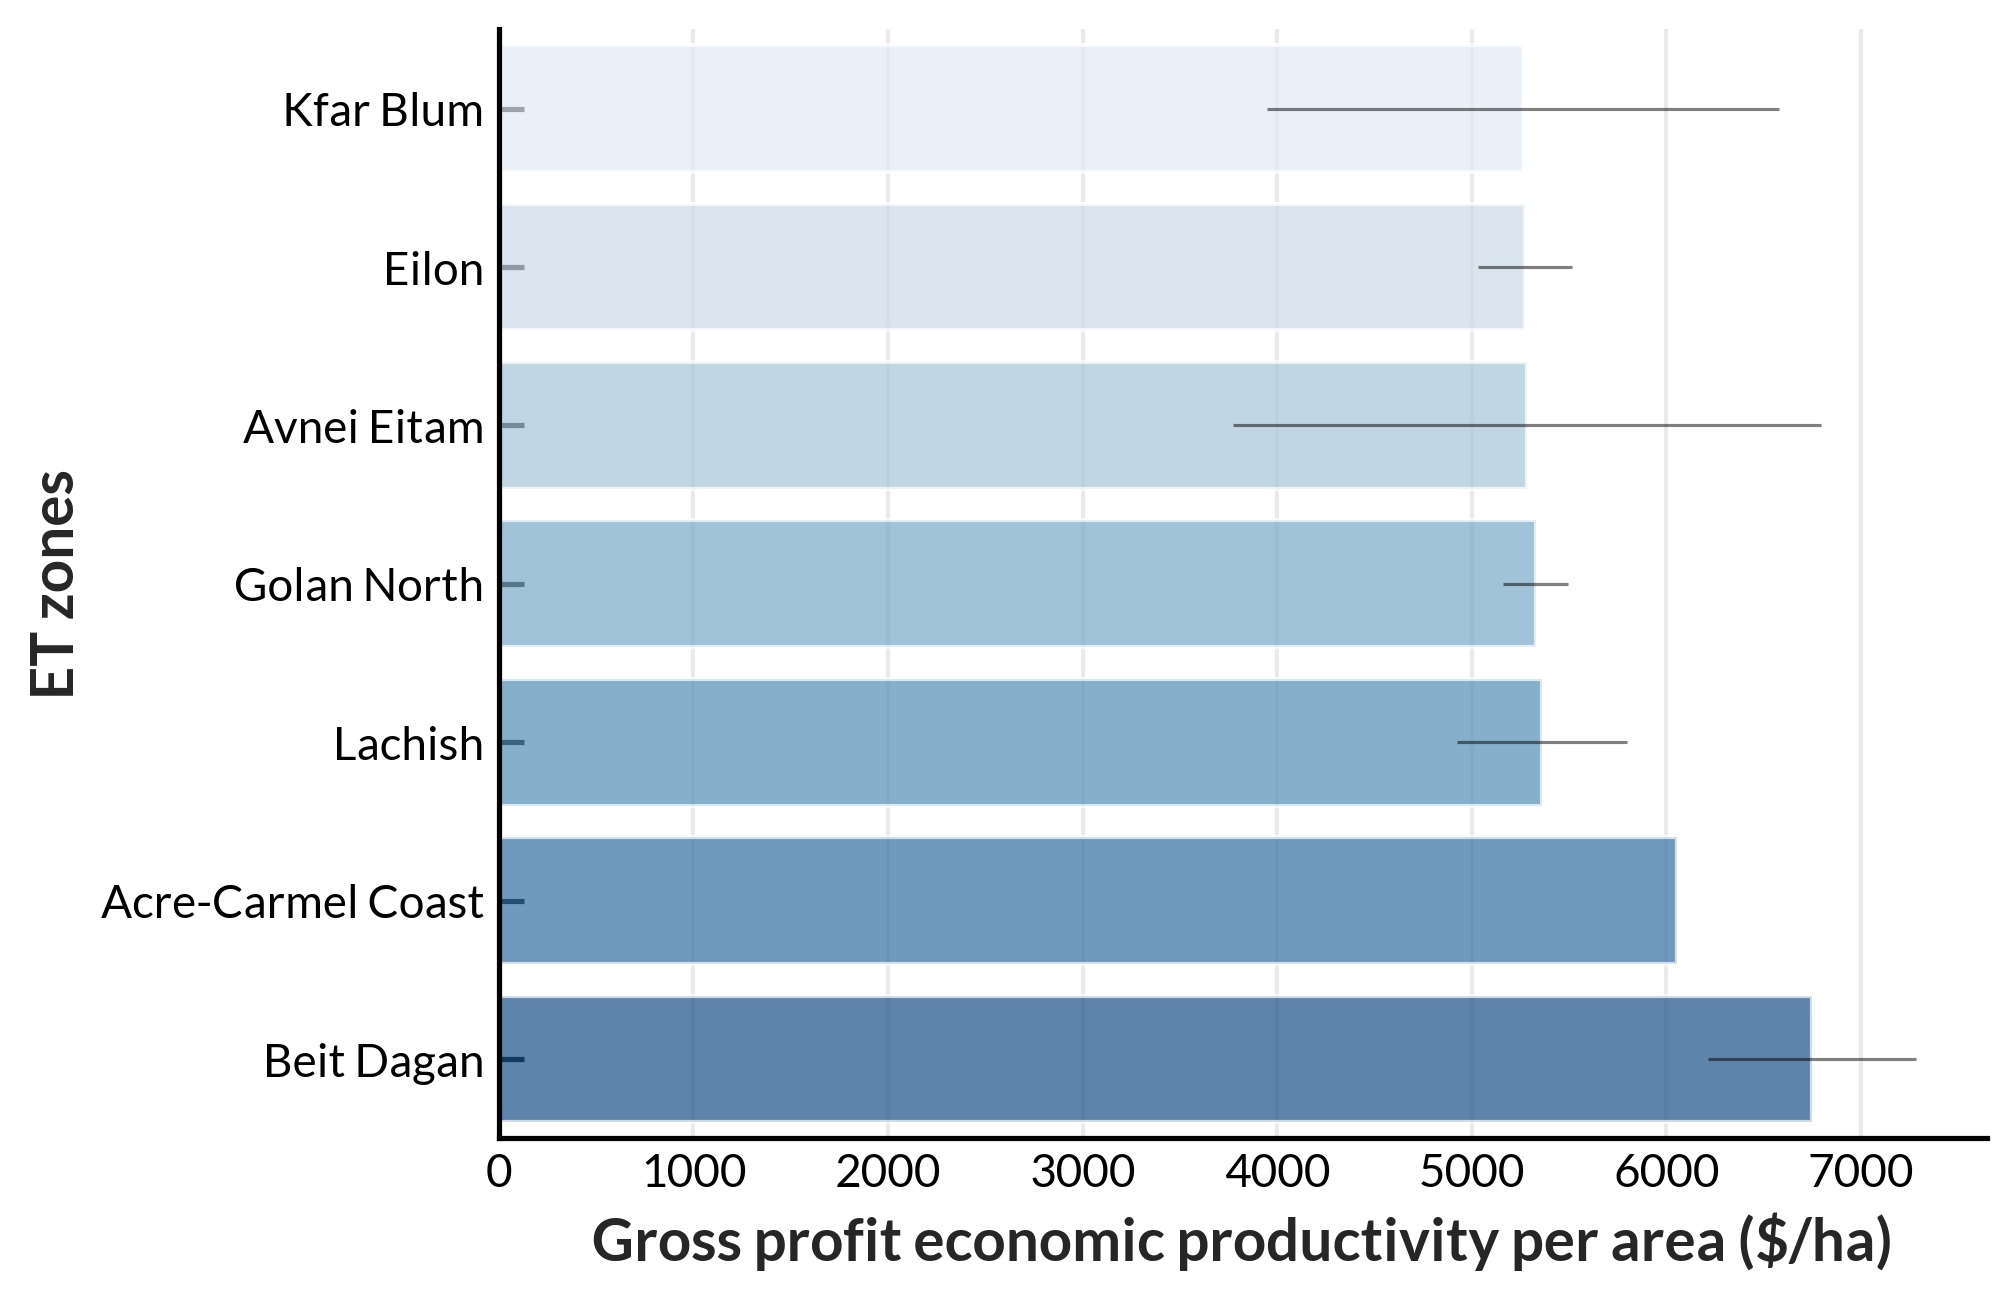 Kfar Blum
Eilon
Avnei Eitam
Golan North
Lachish
Acre-Carmel Coast
Beit Dagan
ET zones
0 1000 2000 3000 4000 5000 6000 7000
Gross profit economic productivity per area ($/ha)